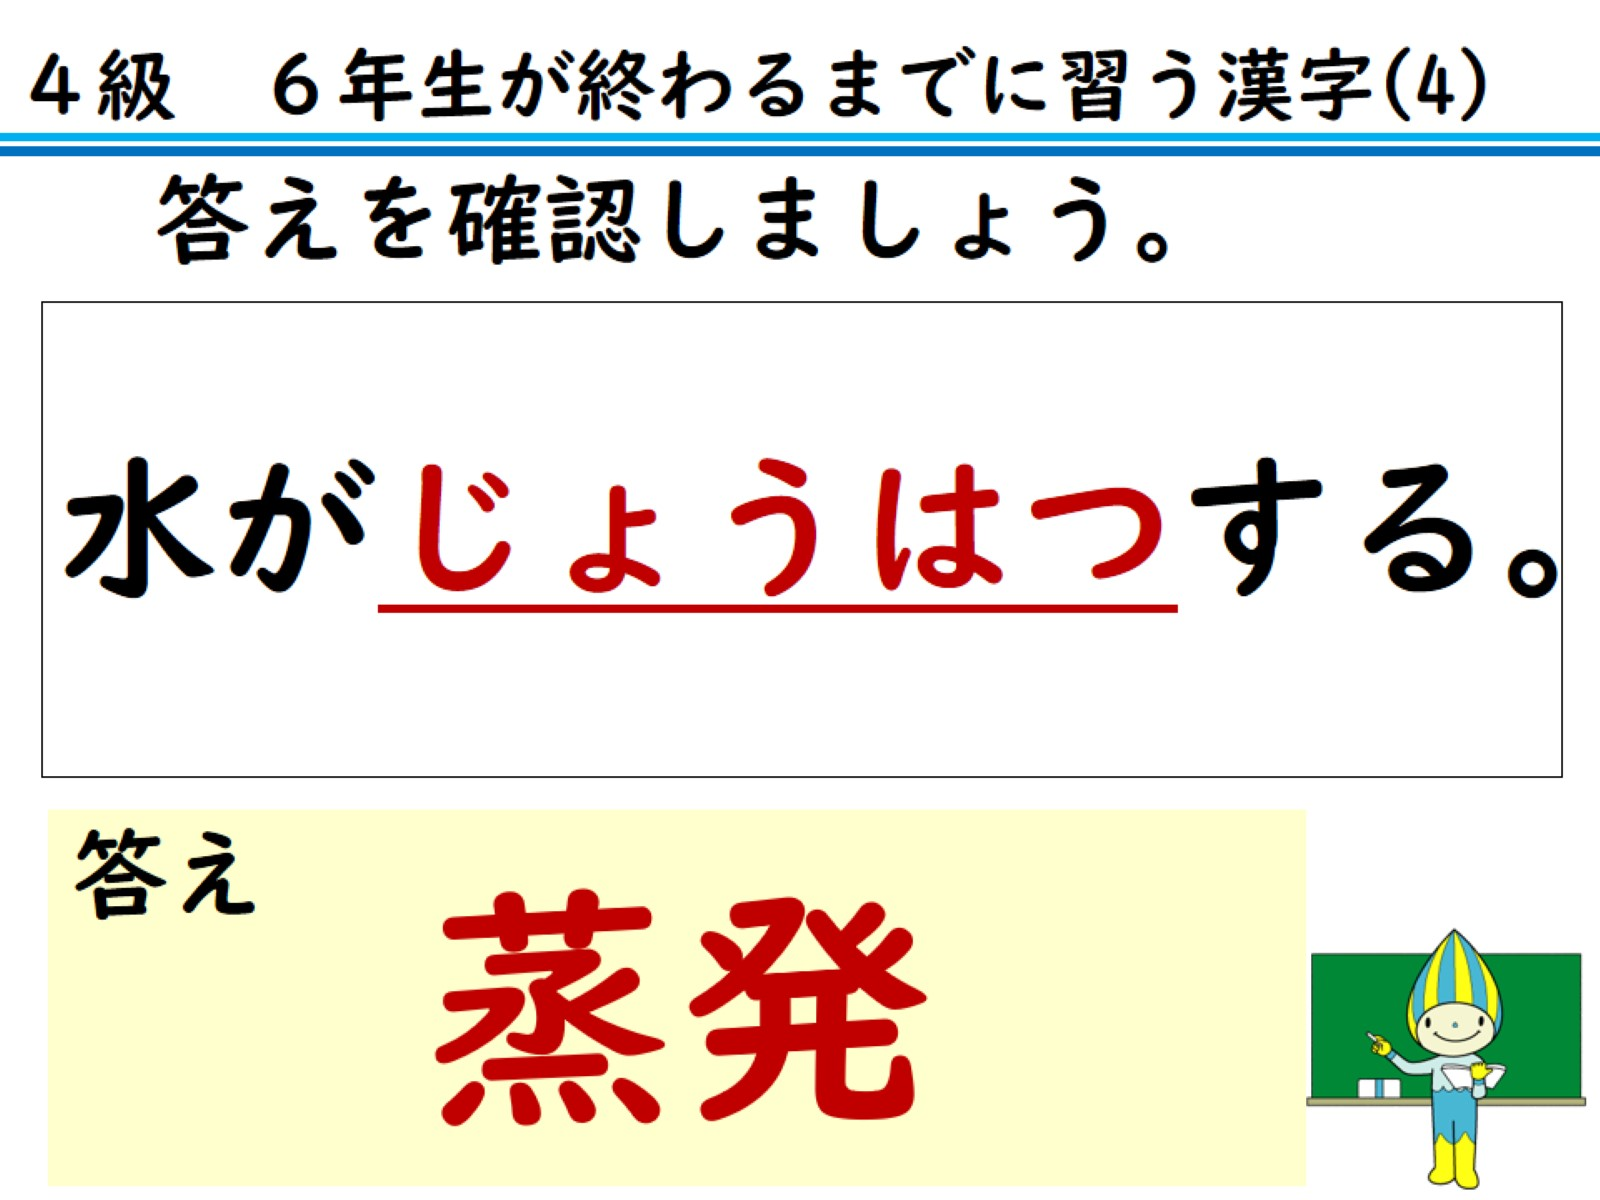 ４級　６年生が終わるまでに習う漢字(4)
答えを確認しましょう。
水がじょうはつする。
答え
蒸発